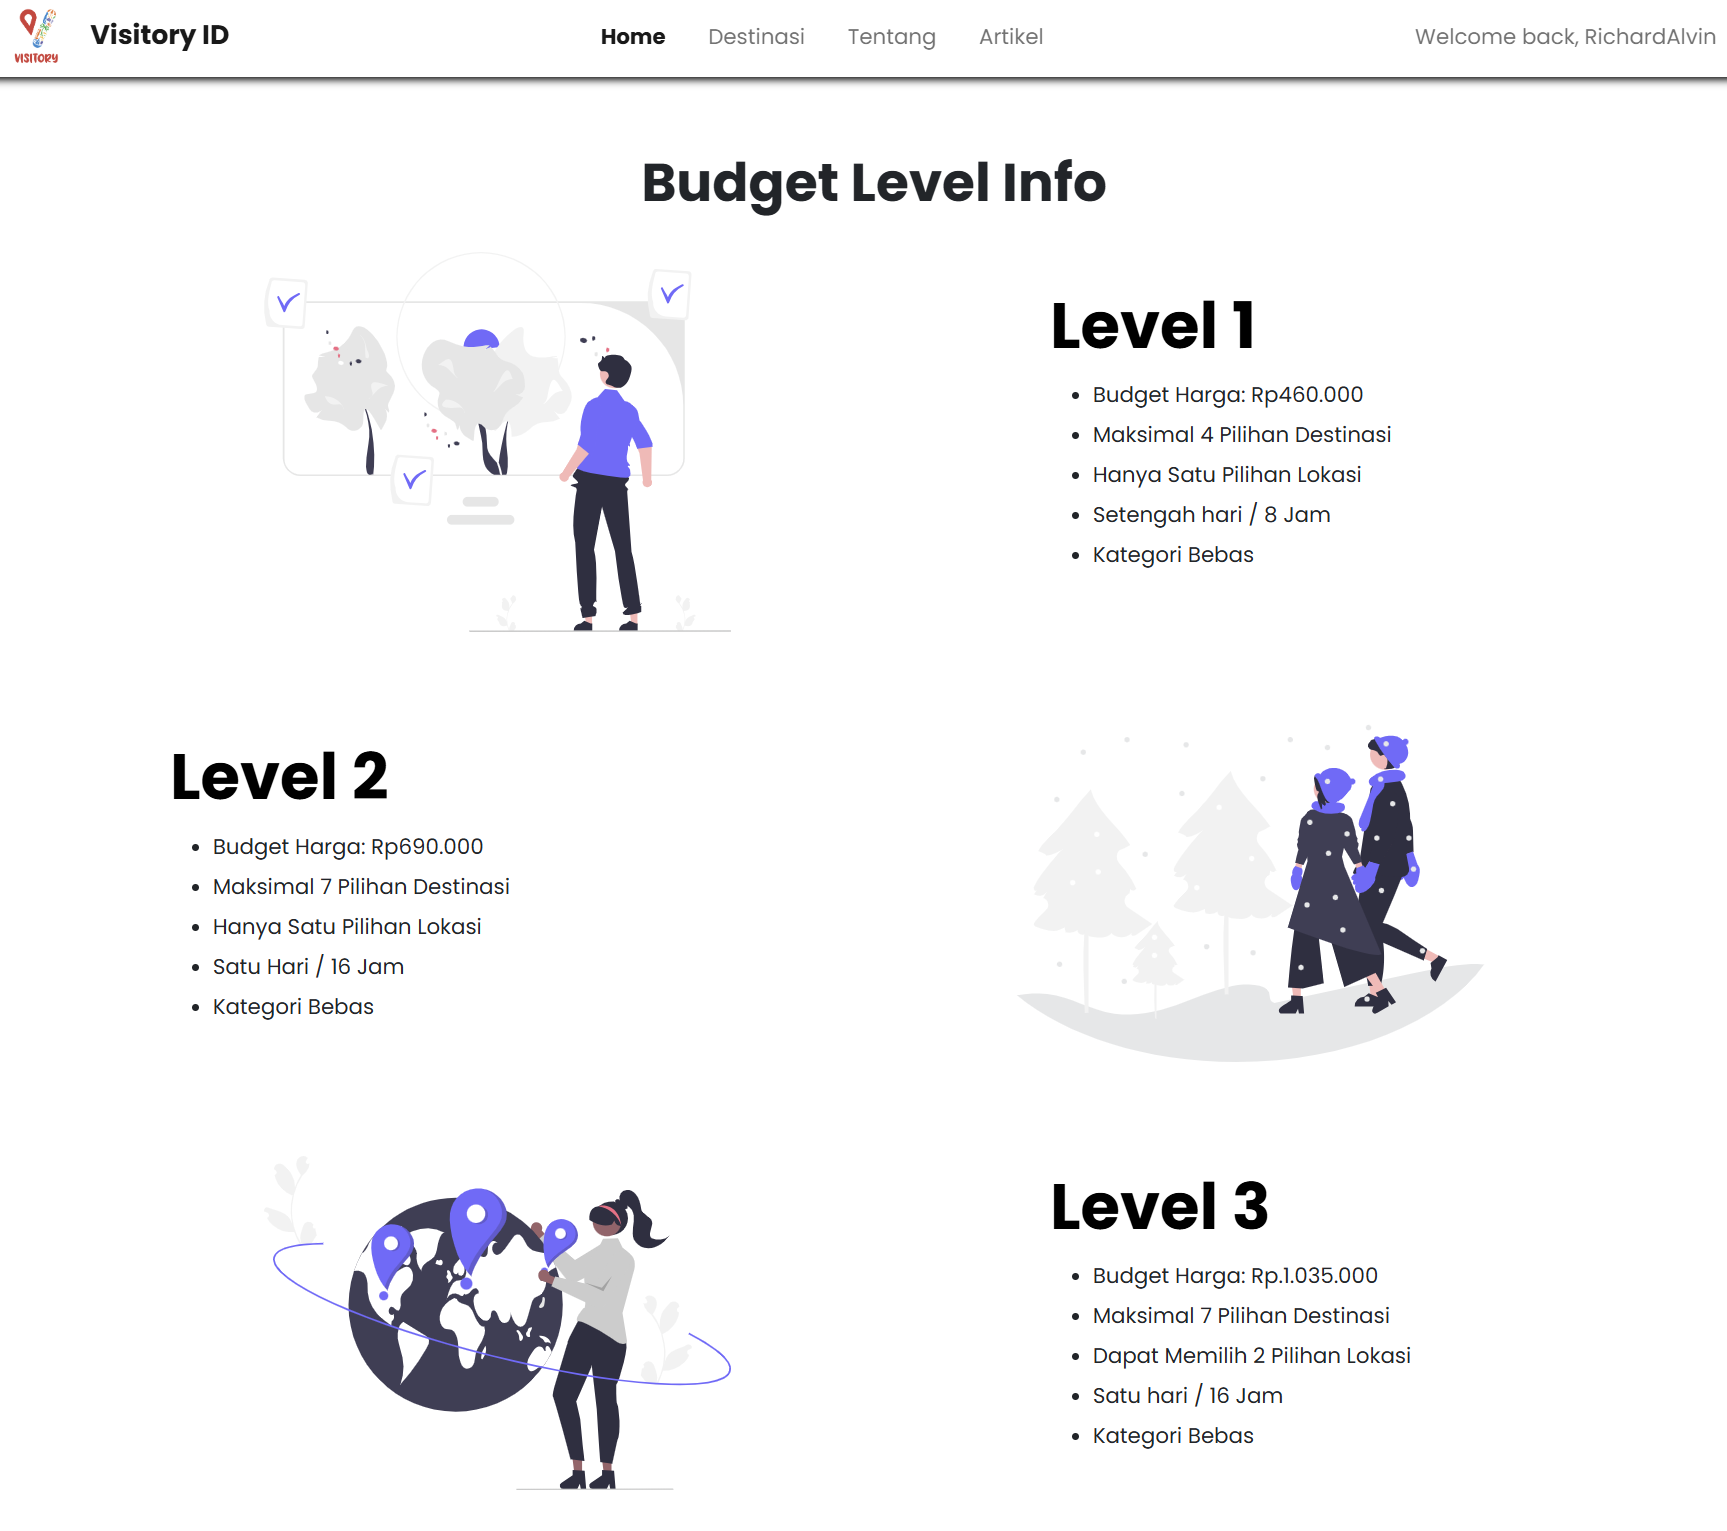 VISITORY
Visitory ID
Home
Destinasi
Tentang
Artikel
Welcome back, RichardAlvin
Budget Level Info
Level 1
Budget Harga: Rp460.000
Maksimal 4 Pilihan Destinasi
Hanya Satu Pilihan Lokasi
Setengah hari / 8 Jam
Kategori Bebas
Level 2
Budget Harga: Rp690.000
Maksimal 7 Pilihan Destinasi
Hanya Satu Pilihan Lokasi
Satu Hari / 16 Jam
Kategori Bebas
Level 3
Budget Harga: Rp.1.035.000
Maksimal 7 Pilihan Destinasi
Dapat Memilih 2 Pilihan Lokasi
Satu hari / 16 Jam
Kategori Bebas